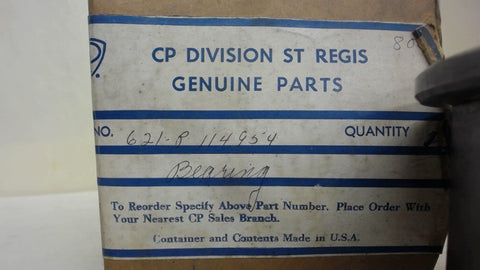 CP DIVISION ST REGIS
GENUINE PARTS
NO. 621-R 114954 QUANTITY
Bearing
To Reorder Specify Above Part Number. Place Order With
Your Nearest CP Sales Branch.
Container and Contents Made in U.S.A.